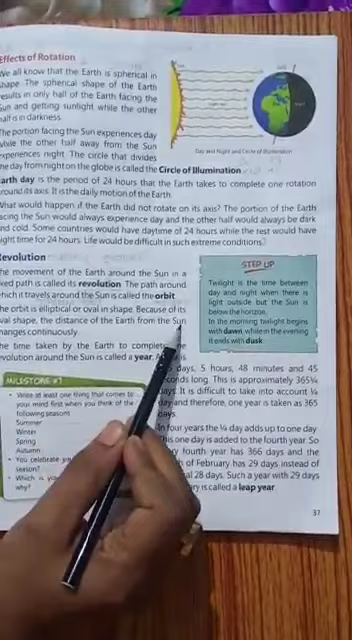 Effects of Rotation
We all know that the Earth is spherical in
shape. The spherical shape of the Earth
results in only half of the Earth facing the
Sun and getting sunlight while the other
half is in darkness.
The portion facing the Sun experiences day
while the other half away from the Sun
experiences night. The circle that divides
the day from night on the globe is called the Circle of Illumination
Day and Night and Circle of Illumination
Earth day is the period of 24 hours that the Earth takes to complete one rotation
around its axis. It is the daily motion of the Earth.
What would happen if the Earth did not rotate on its axis? The portion of the Earth
facing the Sun would always experience day and the other half would always be dark
and cold. Some countries would have daytime of 24 hours while the rest would have
night time for 24 hours. Life would be difficult in such extreme conditions.
Revolution
The movement of the Earth around the Sun in a
fixed path is called its revolution. The path around
which it travels around the Sun is called the orbit
The orbit is elliptical or oval in shape. Because of its
oval shape, the distance of the Earth from the Sun
changes continuously.
The time taken by the Earth to complete
revolution around the Sun is called a year. is
days, 5 hours, 48 minutes and 45
seconds long. This is approximately 365¼
days. It is difficult to take into account ¼
day and therefore, one year is taken as 365
days.
In four years the ¼ day adds up to one day
This one day is added to the fourth year. So
fourth year has 366 days and the
of February has 29 days instead of
28 days. Such a year with 29 days
is called a leap year.
STEP UP
Twilight is the time between
day and night when there is
light outside but the Sun is
below the horizon.
In the morning twilight begins
with dawn, while in the evening
it ends with dusk
MILESTONE #1
• Write at least one thing that comes to
your mind first when you think of the
following seasons
Summer
Winter
Spring
Autumn
• You celebrate
season?
• Which is
why?
37